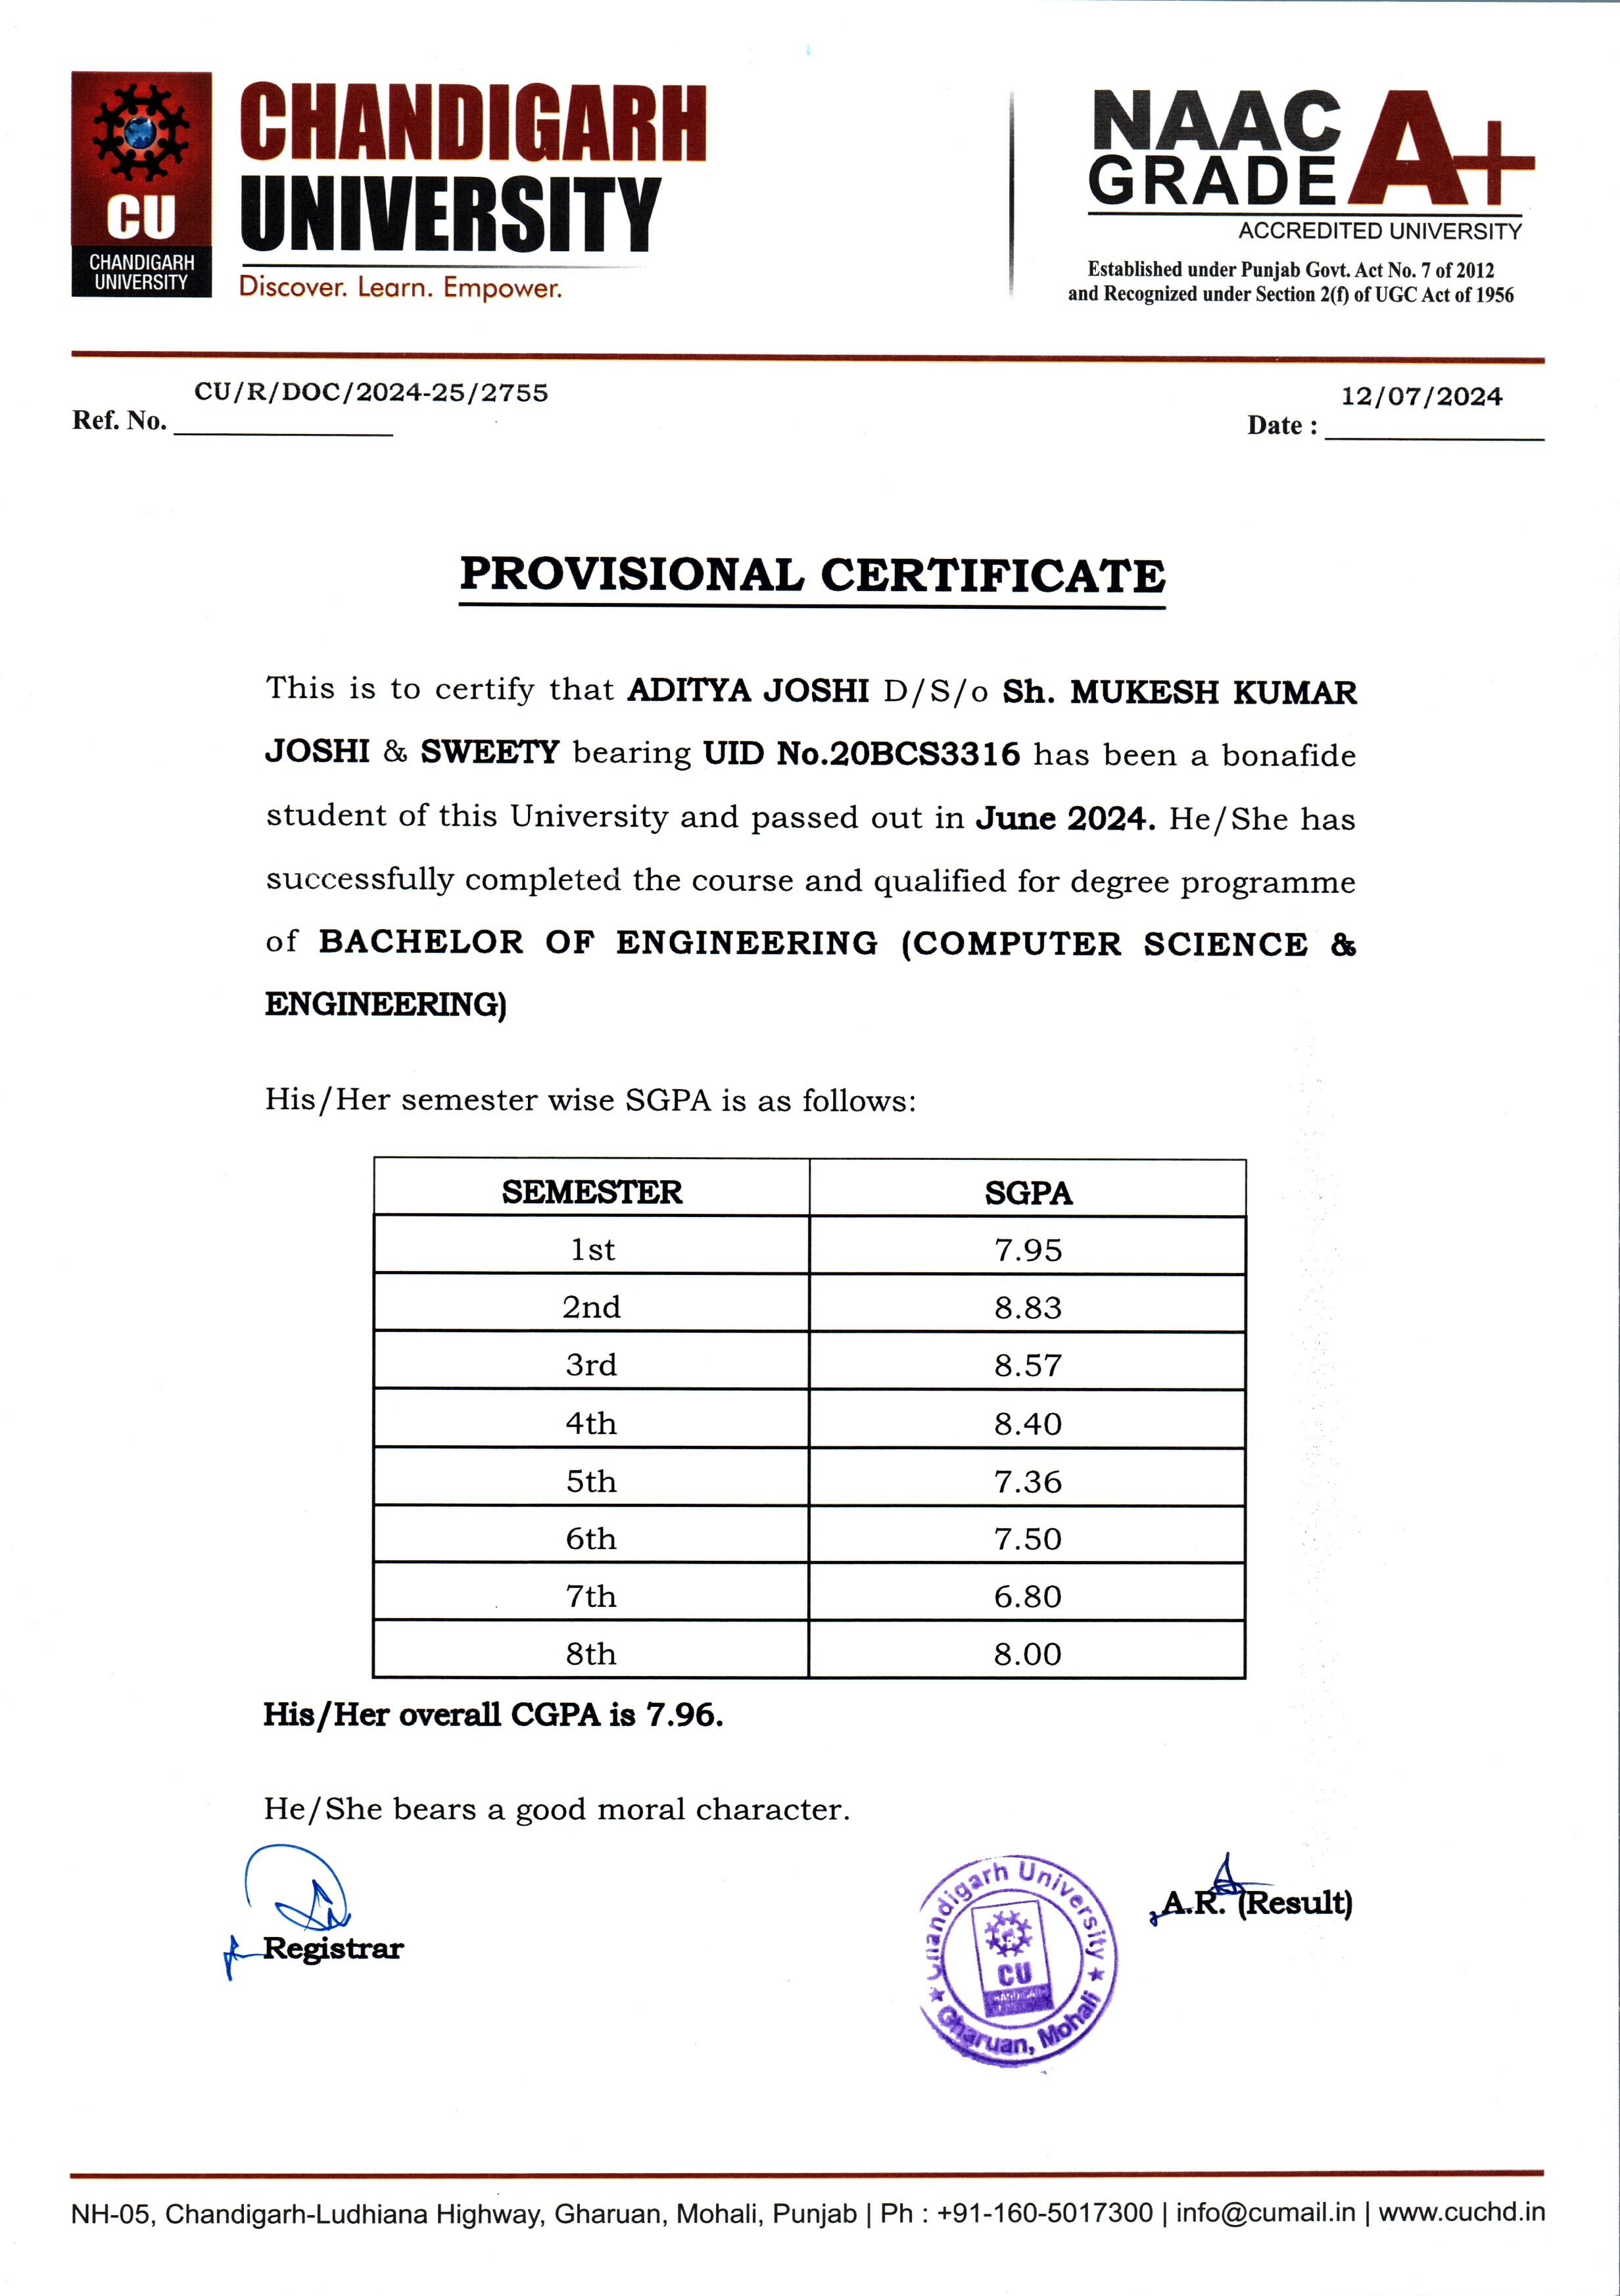 CU
CHANDIGARH
UNIVERSITY
CHANDIGARH
UNIVERSITY
Discover. Learn. Empower.
NAAC
GRADE A+
ACCREDITED UNIVERSITY
Established under Punjab Govt. Act No. 7 of 2012
and Recognized under Section 2(f) of UGC Act of 1956
Ref. No. CU/R/DOC/2024-25/2755
Date : 12/07/2024
PROVISIONAL CERTIFICATE
This is to certify that ADITYA JOSHI D/S/o Sh. MUKESH KUMAR
JOSHI & SWEETY bearing UID No.20BCS3316 has been a bonafide
student of this University and passed out in June 2024. He/She has
successfully completed the course and qualified for degree programme
of BACHELOR OF ENGINEERING (COMPUTER SCIENCE &
ENGINEERING)
His/Her semester wise SGPA is as follows:
SEMESTER SGPA
1st 7.95
2nd 8.83
3rd 8.57
4th 8.40
5th 7.36
6th 7.50
7th 6.80
8th 8.00
His/Her overall CGPA is 7.96.
He/She bears a good moral character.
Registrar
Chandigarh University
CU
Gharuan, Mohali
A.R. (Result)
NH-05, Chandigarh-Ludhiana Highway, Gharuan, Mohali, Punjab | Ph : +91-160-5017300 | info@cumail.in | www.cuchd.in